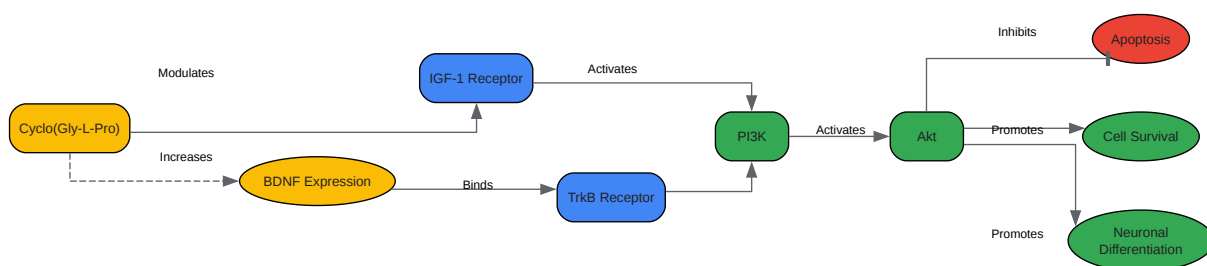 Inhibits
Apoptosis
Modulates
IGF-1 Receptor
Activates
Cyclo(Gly-L-Pro)
PI3K
Activates
Akt
Promotes
Cell Survival
Increases
BDNF Expression
Binds
TrkB Receptor
Promotes
Neuronal
Differentiation